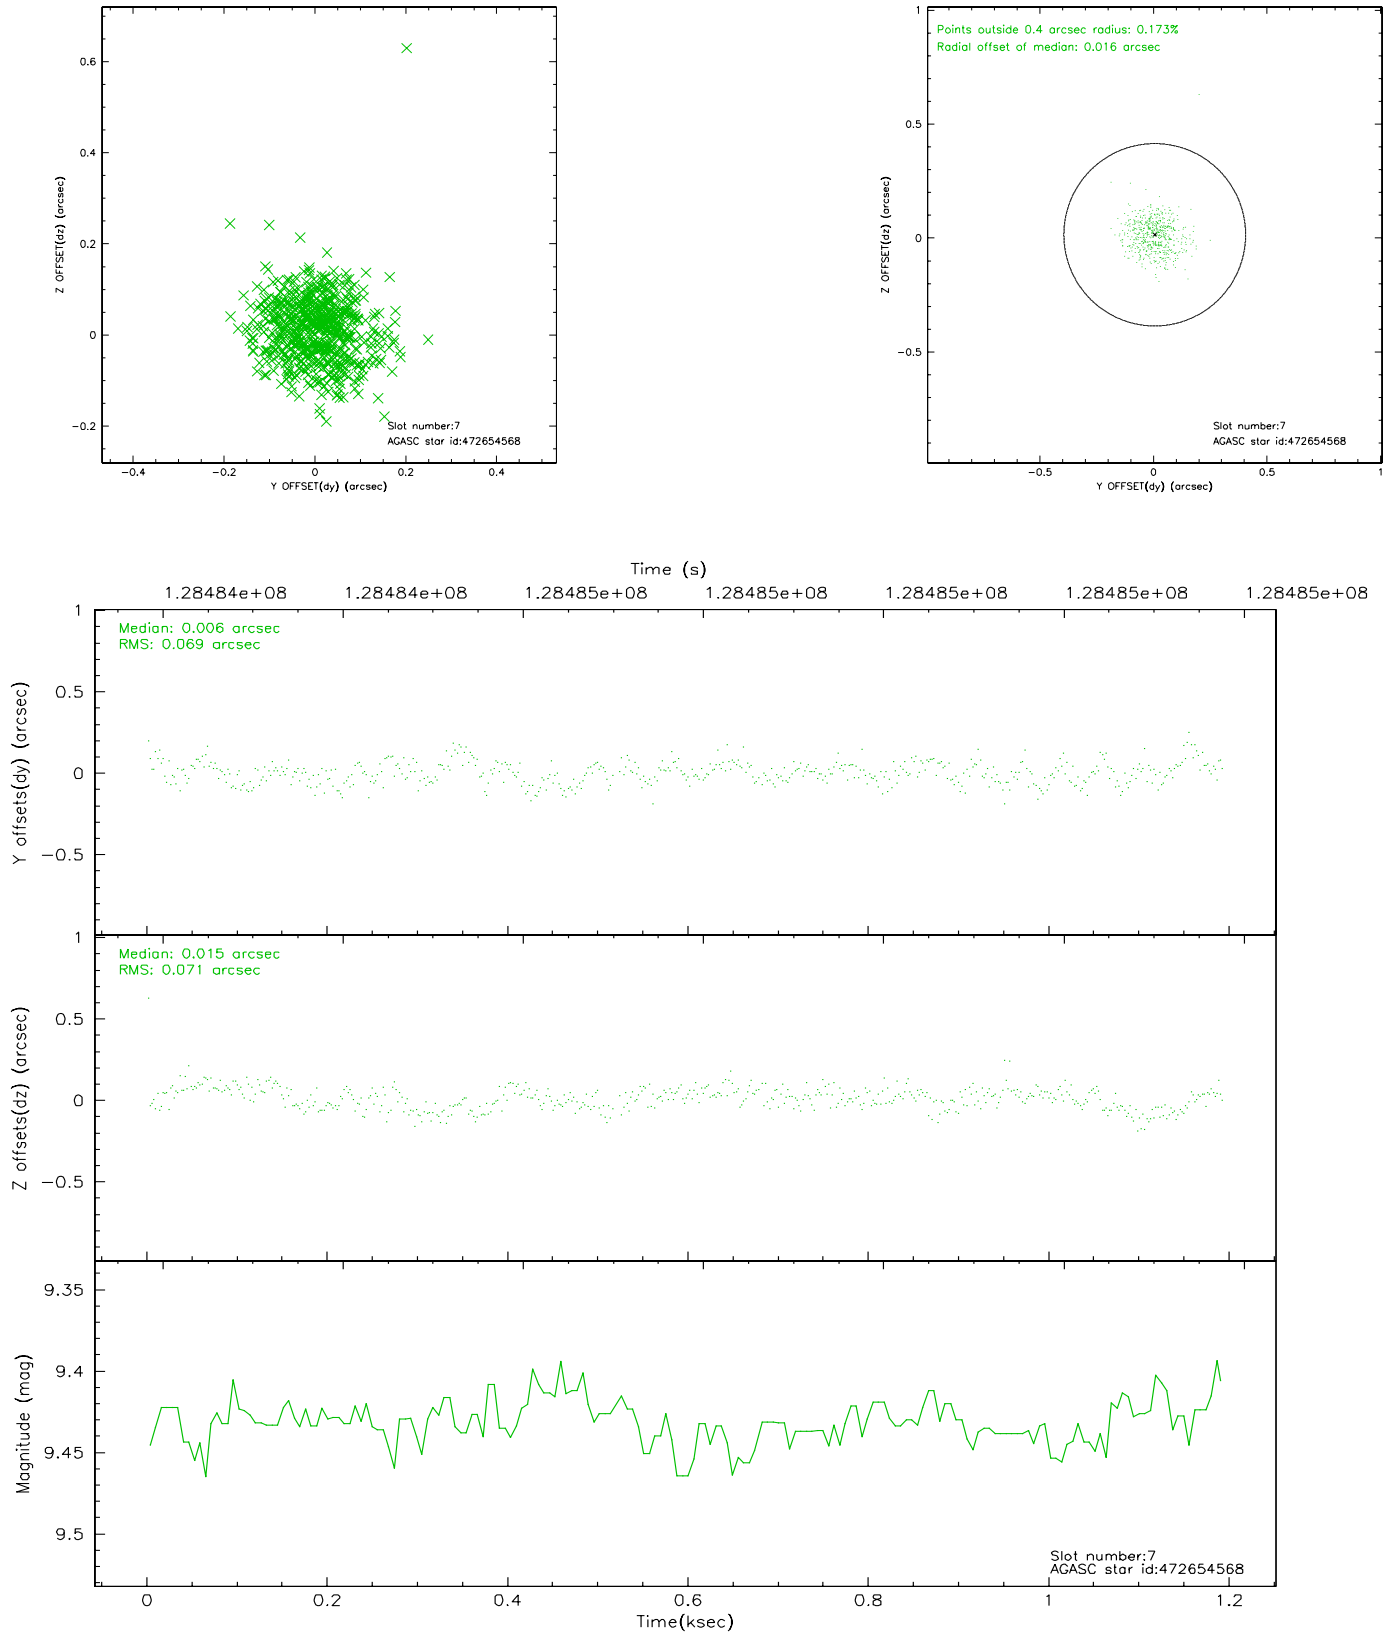 0.6
0.4
0.2
0
−0.2
−0.4
−0.2
0
0.2
0.4
Z OFFSET(dz) (arcsec)
Y OFFSET(dy) (arcsec)
Slot number:7
AGASC star id:472654568
Points outside 0.4 arcsec radius: 0.173%
Radial offset of median: 0.016 arcsec
1
0.5
0
−0.5
−0.5
0
0.5
1
Z OFFSET(dz) (arcsec)
Y OFFSET(dy) (arcsec)
Slot number:7
AGASC star id:472654568
Time (s)
1.28484e+08 1.28484e+08 1.28485e+08 1.28485e+08 1.28485e+08 1.28485e+08 1.28485e+08
Median: 0.006 arcsec
RMS: 0.069 arcsec
1
0.5
0
−0.5
Y offsets(dy) (arcsec)
Median: 0.015 arcsec
RMS: 0.071 arcsec
1
0.5
0
−0.5
Z offsets(dz) (arcsec)
9.35
9.4
9.45
9.5
Magnitude (mag)
Slot number:7
AGASC star id:472654568
0 0.2 0.4 0.6 0.8 1 1.2
Time(ksec)